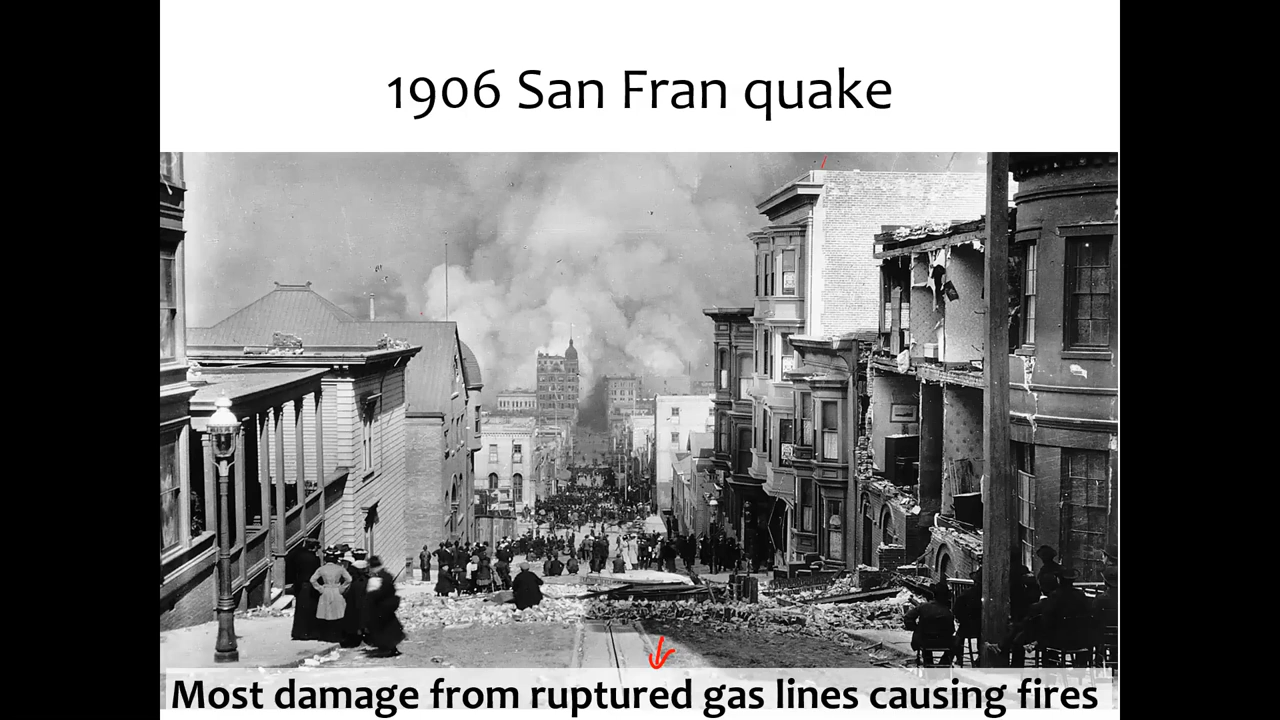 1906 San Fran quake
Most damage from ruptured gas lines causing fires